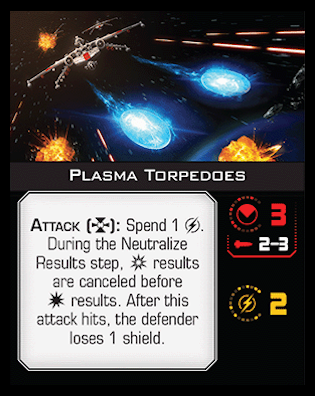 Plasma Torpedoes
Attack ( ): Spend 1 .
During the Neutralize
Results step, results
are canceled before
results. After this
attack hits, the defender
loses 1 shield.
3
2–3
2